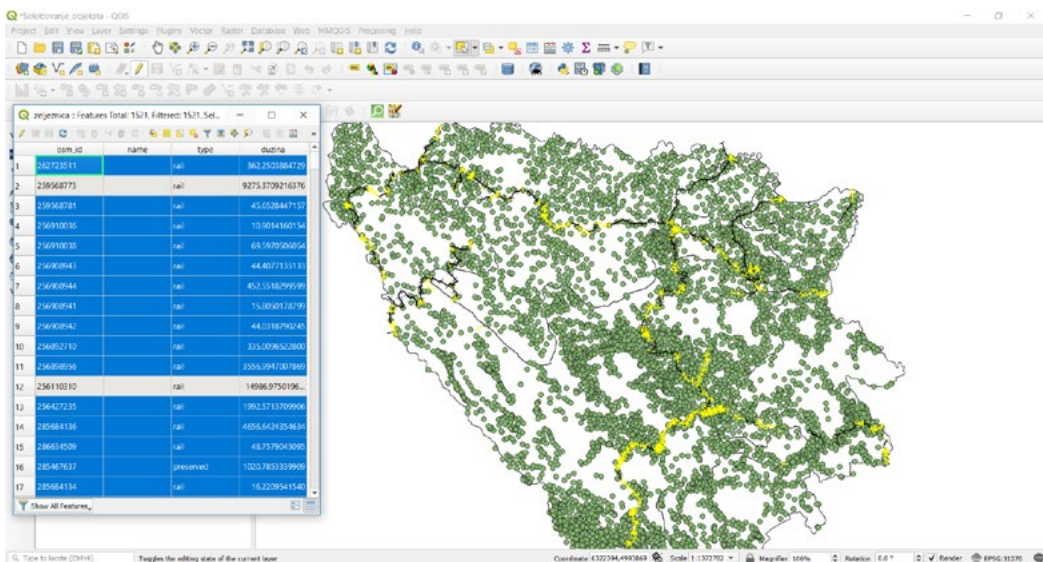 *Selektovanje_objekata - QGIS
Project Edit View Layer Settings Plugins Vector Raster Database Web MMQGIS Processing Help
zeljeznica :: Features Total: 1521, Filtered: 1521, Sel...
osm_id name type duzina
1 262723511 rail 362.2503884729
2 259568773 rail 9275.3709216376
3 259568781 rail 45.6528447157
4 256910036 rail 10.9014160154
5 256910038 rail 69.5970506054
6 256908943 rail 44.4077135133
7 256908944 rail 452.5518299599
8 256908941 rail 15.8050178799
9 256908942 rail 44.0318790245
10 256892710 rail 335.0096522800
11 256898956 rail 3556.9947007869
12 256110310 rail 14986.9750196...
13 256427235 rail 1992.5713709906
14 285684136 rail 4656.6424354634
15 286634509 rail 48.7579045095
16 285467637 preserved 1020.7853339909
17 285684134 rail 16.2209541540
Show All Features
Type to locate (Ctrl+K) Toggles the editing state of the current layer Coordinate 6322394,4993869 Scale 1:1372782 Magnifier 100% Rotation 0.0 ° Render EPSG:31276